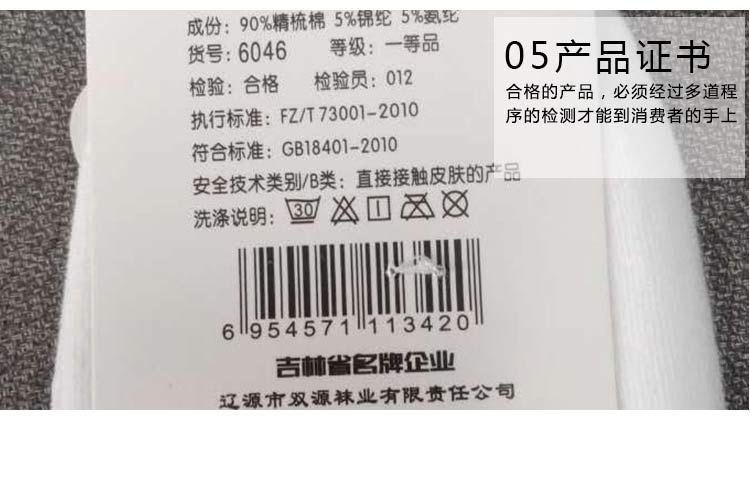 成份：90%精梳棉 5%锦纶 5%氨纶
货号：6046 等级：一等品
检验：合格 检验员：012
执行标准：FZ/T 73001-2010
符合标准：GB18401-2010
安全技术类别/B类：直接接触皮肤的产品
洗涤说明： 30
6 954571 113420
吉林省名牌企业
辽源市双源袜业有限责任公司
05产品证书
合格的产品，必须经过多道程
序的检测才能到消费者的手上